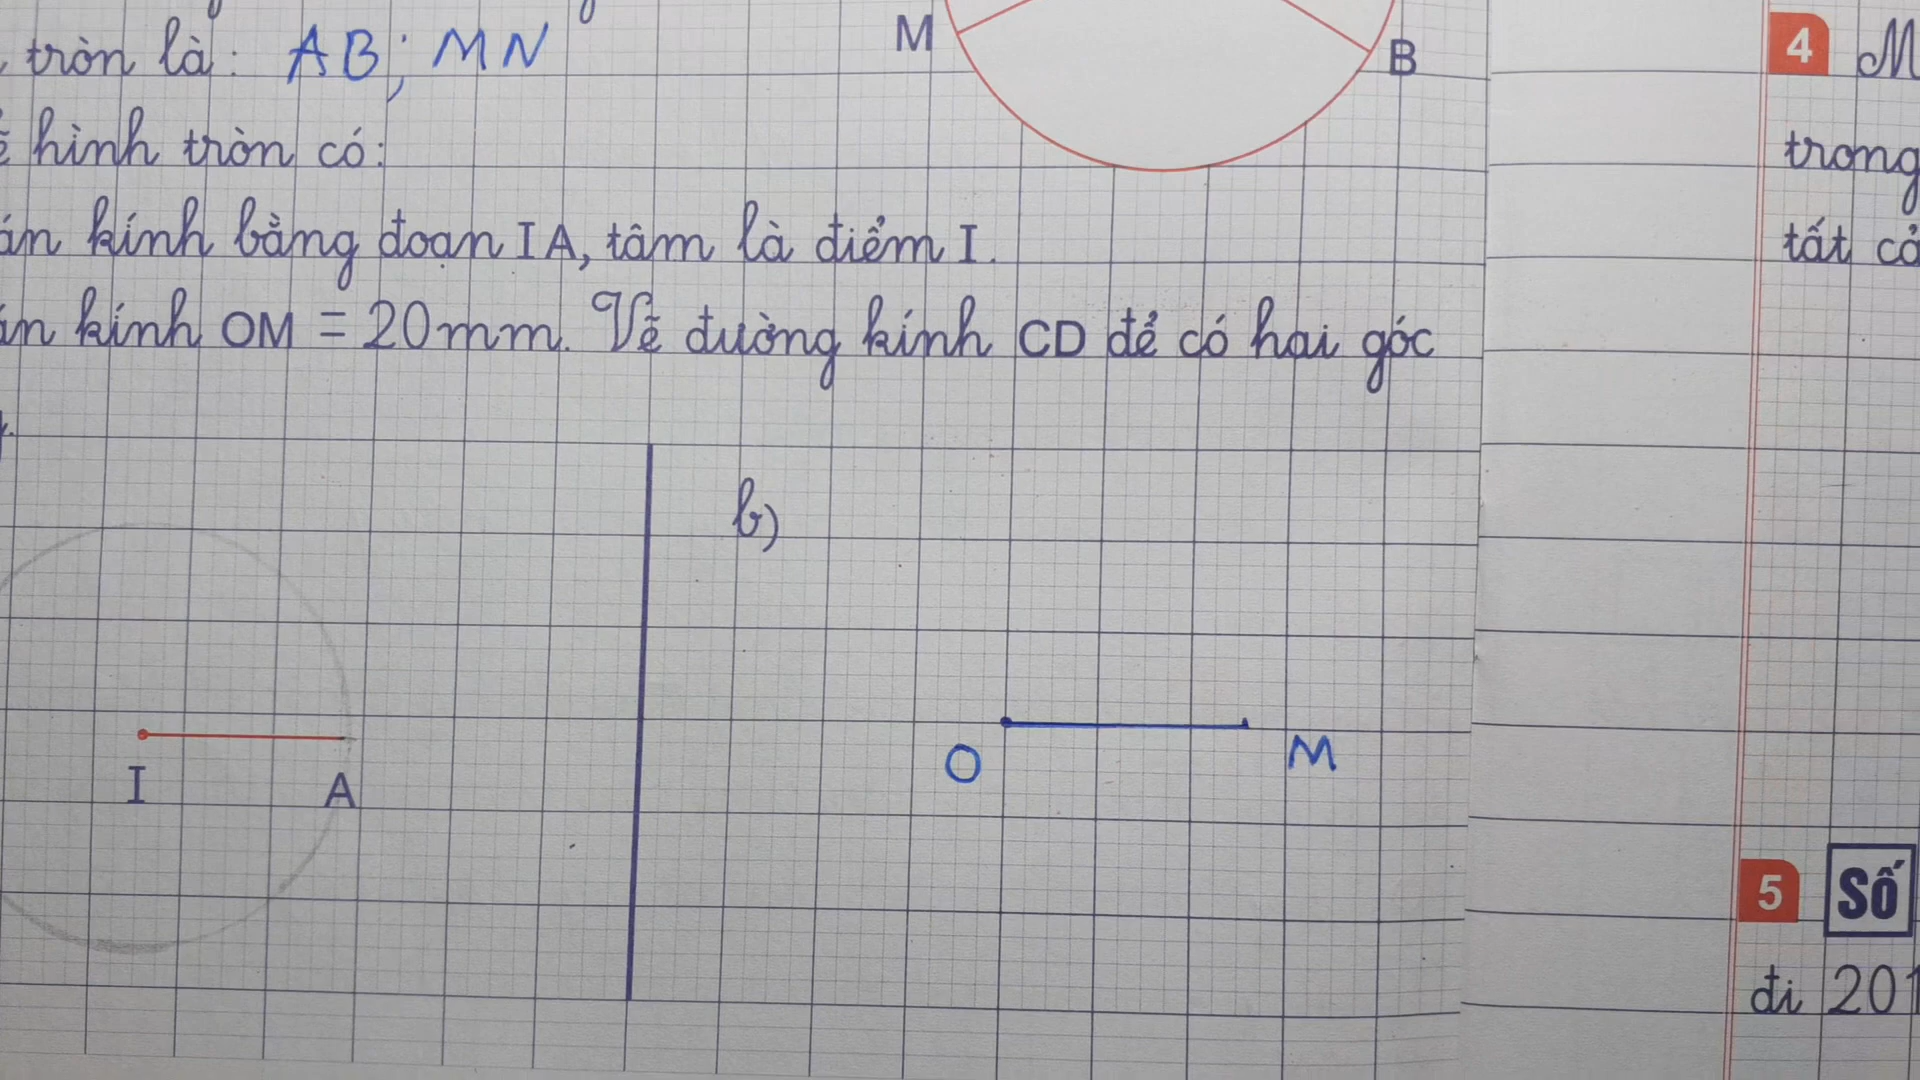 tròn là: AB; MN
hình tròn có:
kính bằng đoạn IA, tâm là điểm I.
kính OM = 20mm. Vẽ đường kính CD để có hai góc
M
B
b)
I
A
O
M
4
trong
tất cả
5 Số
đi 201